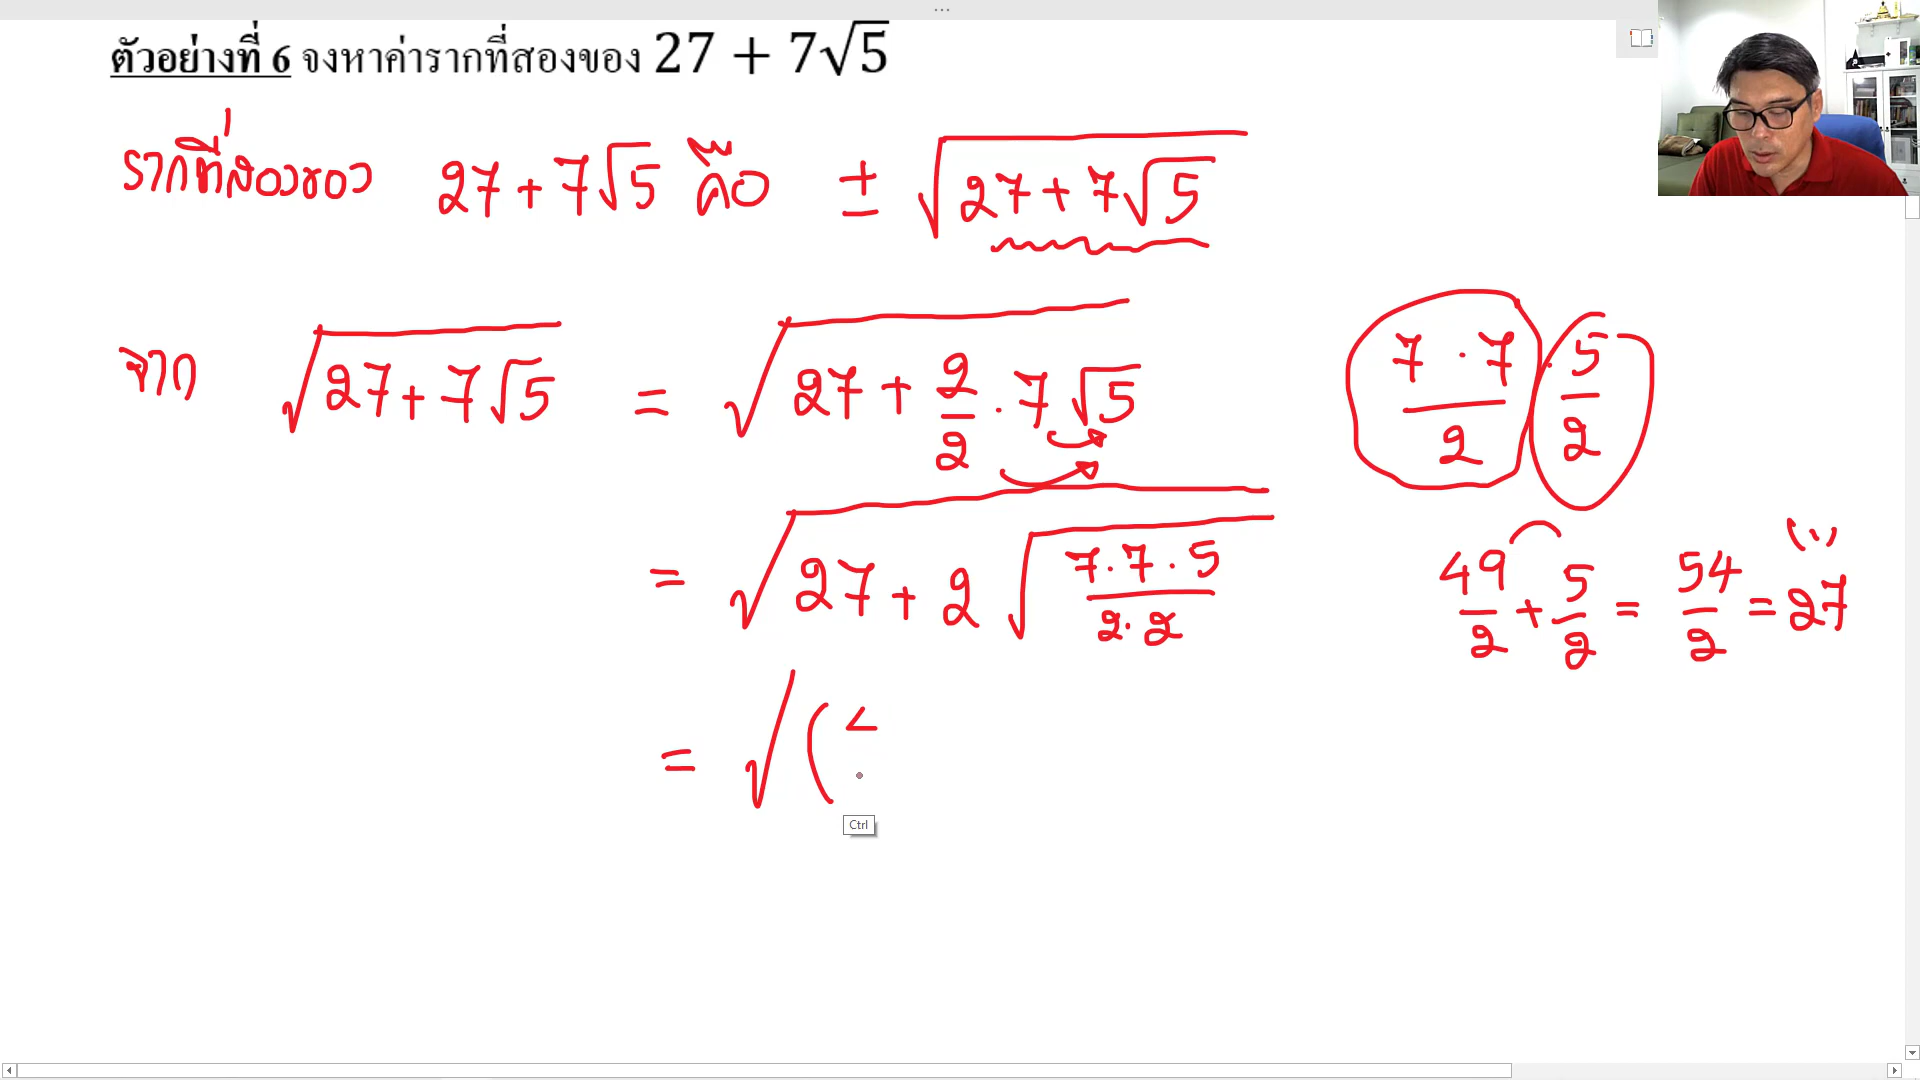 ตัวอย่างที่ 6 จงหาค่ารากที่สองของ 27 + 7√5
รากที่สองของ 27 + 7√5 คือ ± √(27 + 7√5)
จาก √(27 + 7√5) = √(27 + 2/2 · 7√5)
7 · 7/2 · 5/2
= √(27 + 2√(7 · 7 · 5/2 · 2))
49/2 + 5/2 = 54/2 = 27
= √( 4
Ctrl